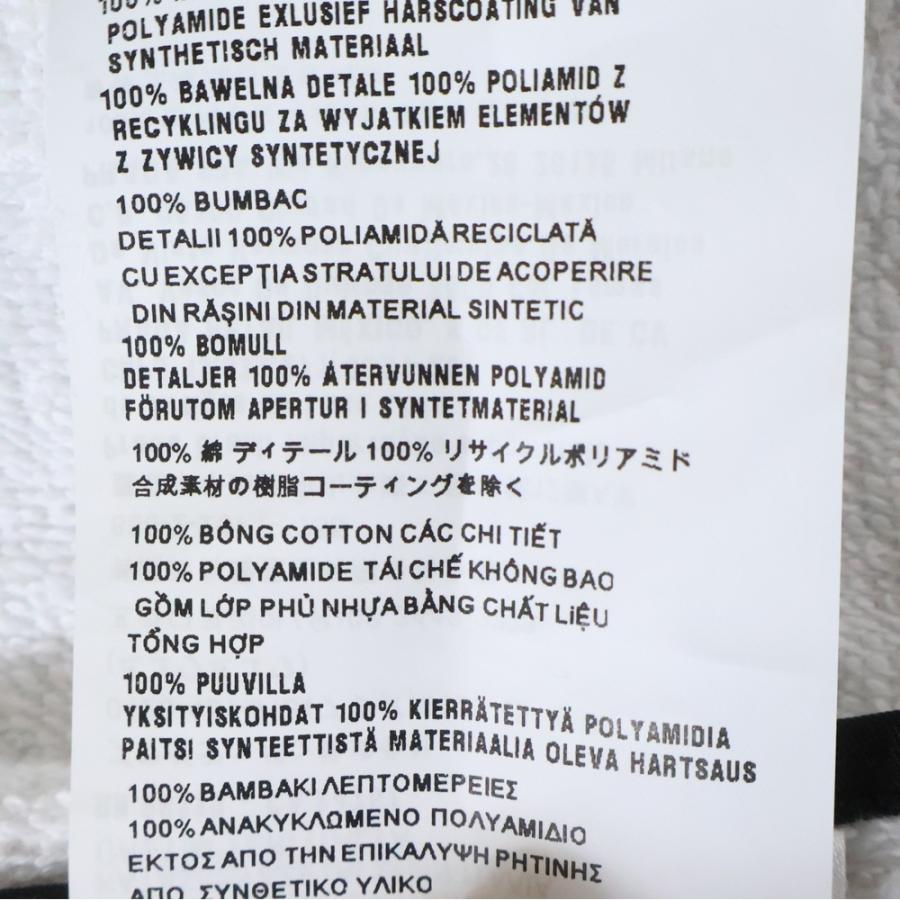 100%
POLYAMIDE EXLUSIEF HARSCOATING VAN
SYNTHETISCH MATERIAAL
100% BAWELNA DETALE 100% POLIAMID Z
RECYKLINGU ZA WYJATKIEM ELEMENTÓW
Z ZYWICY SYNTETYCZNEJ
100% BUMBAC
DETALII 100% POLIAMIDĂ RECICLATĂ
CU EXCEPȚIA STRATULUI DE ACOPERIRE
DIN RĂȘINI DIN MATERIAL SINTETIC
100% BOMULL
DETALJER 100% ÅTERVUNNEN POLYAMID
FÖRUTOM APERTUR I SYNTETMATERIAL
100% 綿 ディテール 100% リサイクルポリアミド
合成素材の樹脂コーティングを除く
100% BÔNG COTTON CÁC CHI TIẾT
100% POLYAMIDE TÁI CHẾ KHÔNG BAO
GỒM LỚP PHỦ NHỰA BẰNG CHẤT LIỆU
TỔNG HỢP
100% PUUVILLA
YKSITYISKOHDAT 100% KIERRÄTETTYÄ POLYAMIDIA
PAITSI SYNTEETTISTÄ MATERIAALIA OLEVA HARTSAUS
100% ΒΑΜΒΑΚΙ ΛΕΠΤΟΜΕΡΕΙΕΣ
100% ΑΝΑΚΥΚΛΩΜΕΝΟ ΠΟΛΥΑΜΙΔΙΟ
ΕΚΤΟΣ ΑΠΟ ΤΗΝ ΕΠΙΚΑΛΥΨΗ ΡΗΤΙΝΗΣ
ΑΠΟ ΣΥΝΘΕΤΙΚΟ ΥΛΙΚΟ